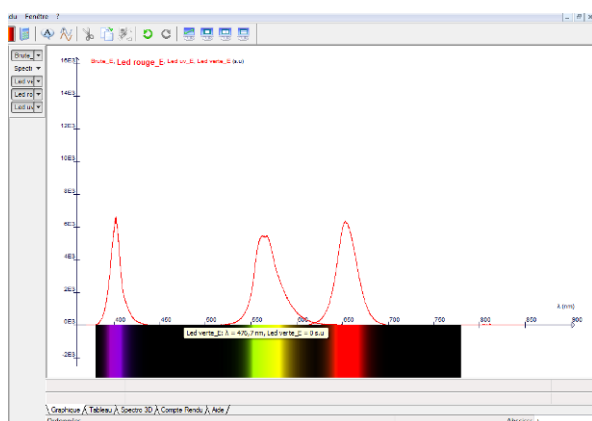 Fenêtre ?
Brute_
Spectr
Led ve
Led ro
Led uv
Brute_E, Led rouge_E, Led uv_E, Led verte_E (s.u)
16E3
14E3
12E3
10E3
8E3
6E3
4E3
2E3
0E3
-2E3
λ (nm)
400 450 500 550 600 650 700 750 800 850 900
Led verte_E: λ = 476,7 nm, Led verte_E = 0 s.u
Graphique Tableau Spectro 3D Compte Rendu Aide